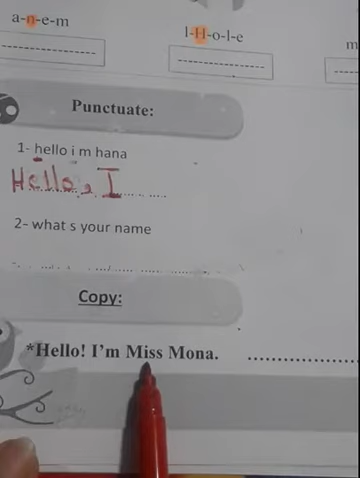 a-n-e-m
l-H-o-l-e
m
Punctuate:
1- hello i m hana
Hello, I
2- what s your name
Copy:
*Hello! I'm Miss Mona.